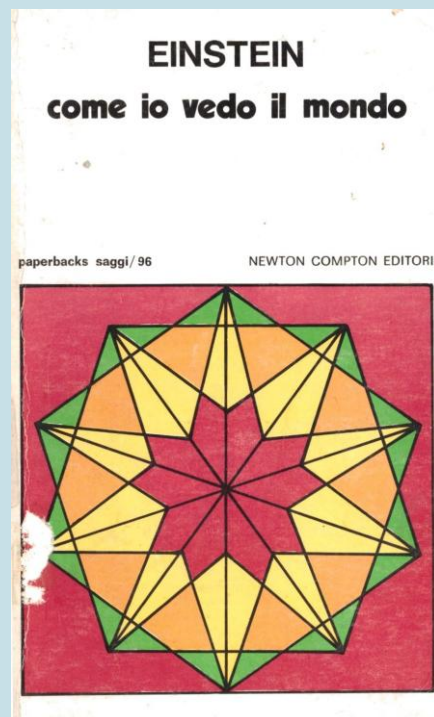 EINSTEIN
come io vedo il mondo
paperbacks saggi/96 NEWTON COMPTON EDITORI